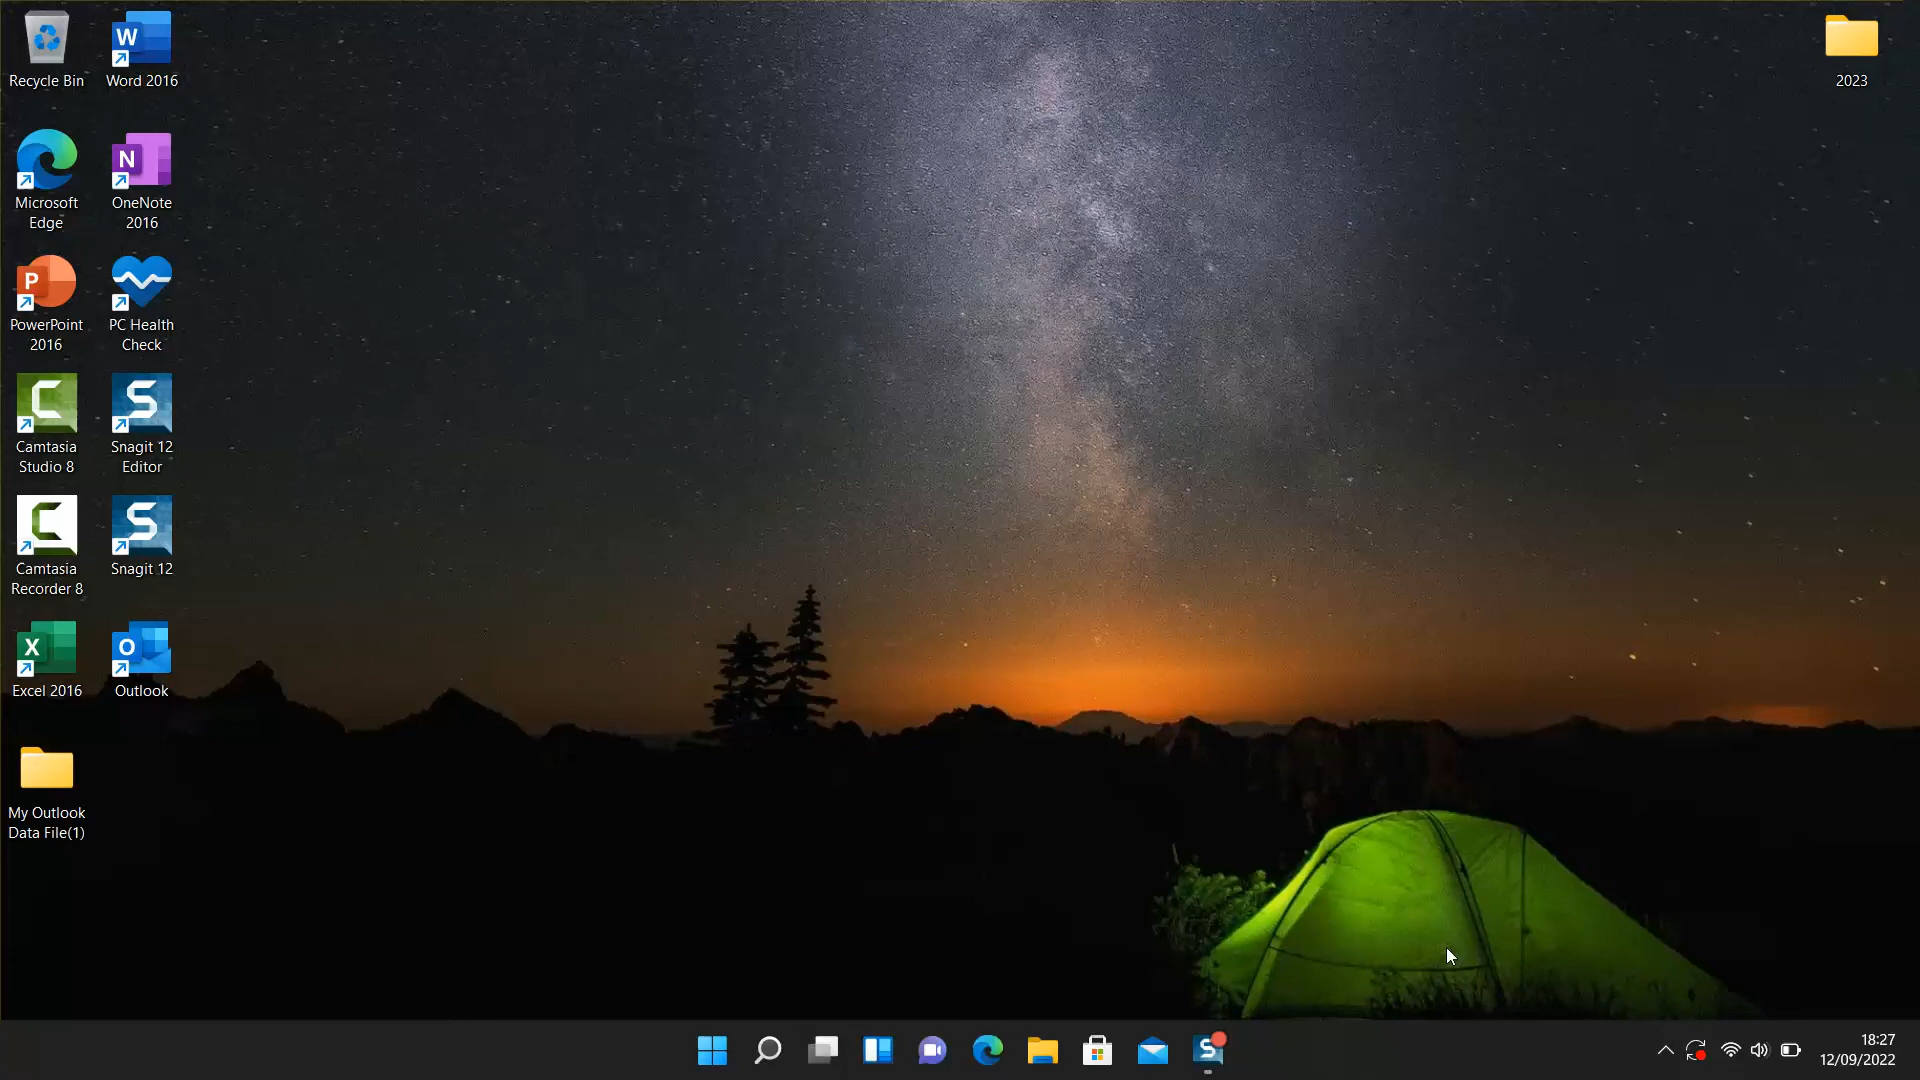 Recycle Bin
Word 2016
2023
Microsoft
Edge
OneNote
2016
PowerPoint
2016
PC Health
Check
Camtasia
Studio 8
Snagit 12
Editor
Camtasia
Recorder 8
Snagit 12
Excel 2016
Outlook
My Outlook
Data File(1)
18:27
12/09/2022